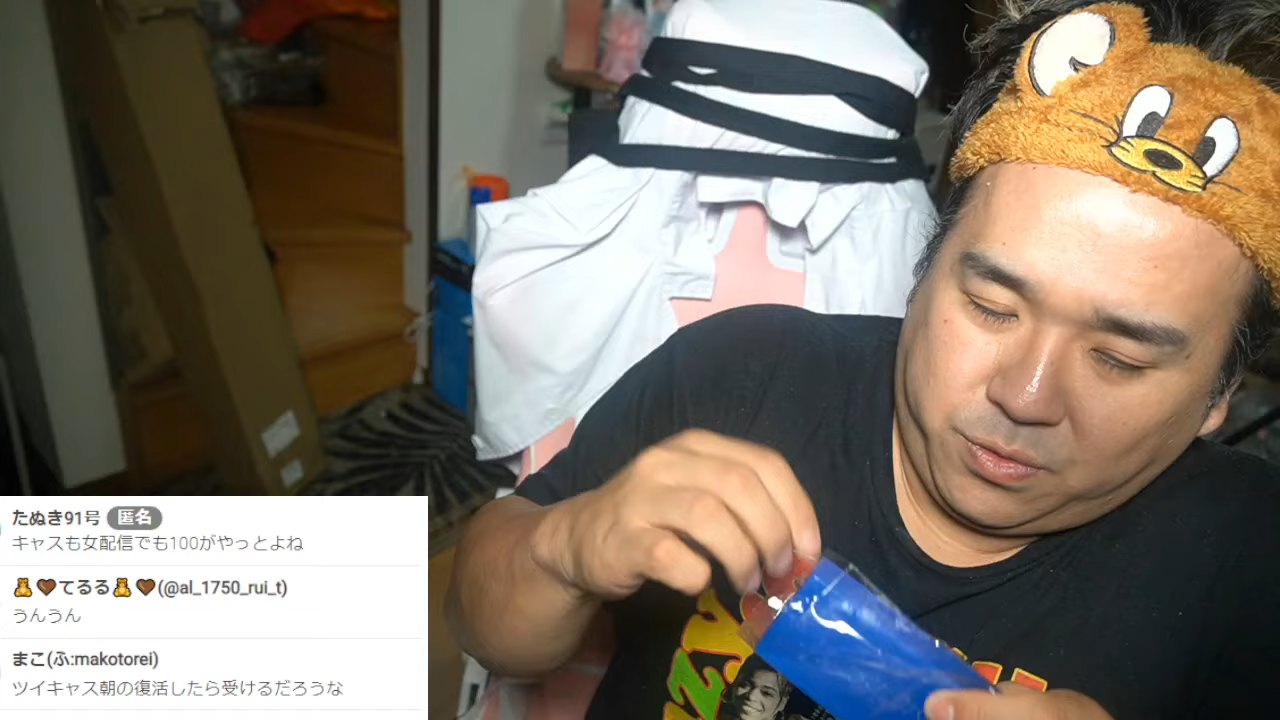 たぬき91号 匿名
キャスも女配信でも100がやっとよね
🧸🤎てるる🧸🤎(@al_1750_rui_t)
うんうん
まこ(ふ:makotorei)
ツイキャス朝の復活したら受けるだろうな